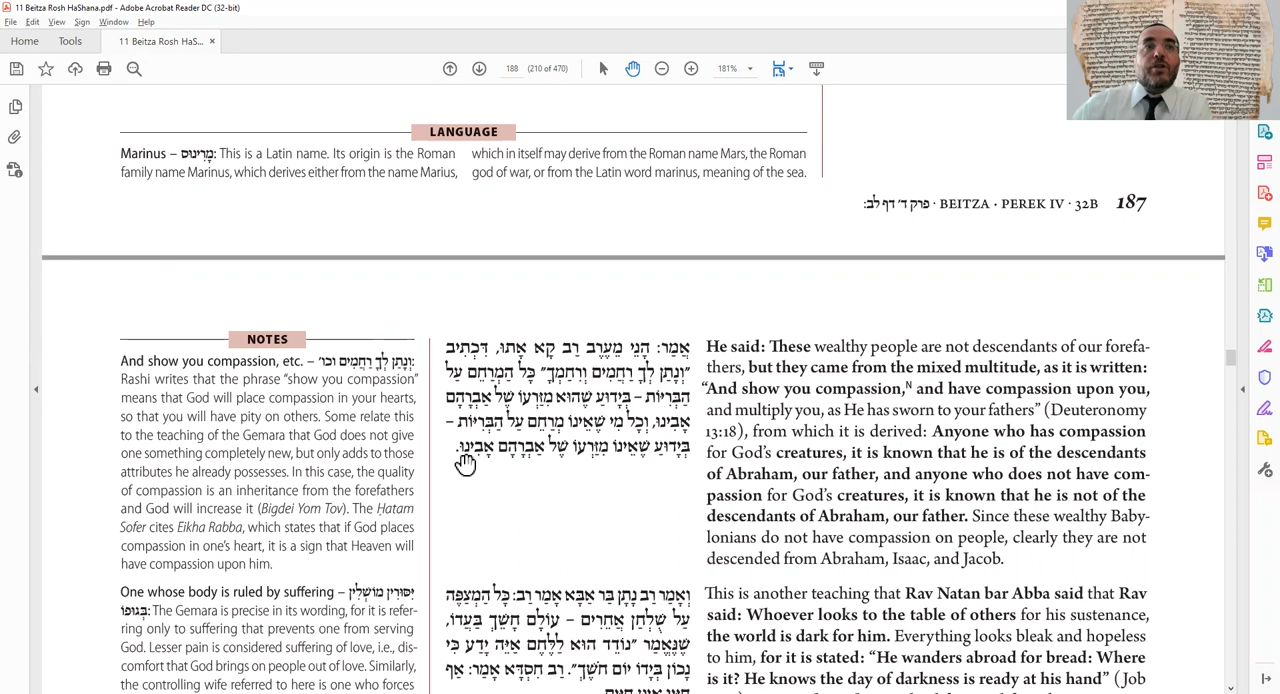 11 Beitza Rosh HaShana.pdf - Adobe Acrobat Reader DC (32-bit)
File Edit View Sign Window Help
Home Tools 11 Beitza Rosh HaS... ×
188 (210 of 470) 181%
LANGUAGE
Marinus – מָרִינוּס: This is a Latin name. Its origin is the Roman
family name Marinus, which derives either from the name Marius,
which in itself may derive from the Roman name Mars, the Roman
god of war, or from the Latin word marinus, meaning of the sea.
פרק ד׳ דף לב: · BEITZA · PEREK IV · 32B 187
NOTES
And show you compassion, etc. – וְנָתַן לְךָ רַחֲמִים וכו׳:
Rashi writes that the phrase “show you compassion”
means that God will place compassion in your hearts,
so that you will have pity on others. Some relate this
to the teaching of the Gemara that God does not give
one something completely new, but only adds to those
attributes he already possesses. In this case, the quality
of compassion is an inheritance from the forefathers
and God will increase it (Bigdei Yom Tov). The Ḥatam
Sofer cites Eikha Rabba, which states that if God places
compassion in one’s heart, it is a sign that Heaven will
have compassion upon him.
One whose body is ruled by suffering – יִסּוּרִין מוֹשְׁלִין
בְּגוּפוֹ: The Gemara is precise in its wording, for it is refer-
ring only to suffering that prevents one from serving
God. Lesser pain is considered suffering of love, i.e., dis-
comfort that God brings on people out of love. Similarly,
the controlling wife referred to here is one who forces
אֲמַר: הָנֵי מֵעֵרֶב רַב קָא אָתוּ, דִּכְתִיב
״וְנָתַן לְךָ רַחֲמִים וְרִחַמְךָ״ כׇּל הַמְרַחֵם עַל
הַבְּרִיּוֹת – בְּיָדוּעַ שֶׁהוּא מִזַּרְעוֹ שֶׁל אַבְרָהָם
אָבִינוּ, וְכׇל מִי שֶׁאֵינוֹ מְרַחֵם עַל הַבְּרִיּוֹת –
בְּיָדוּעַ שֶׁאֵינוֹ מִזַּרְעוֹ שֶׁל אַבְרָהָם אָבִינוּ.
וְאָמַר רַב נָתָן בַּר אַבָּא אָמַר רַב: כׇּל הַמְצַפֶּה
עַל שֻׁלְחַן אֲחֵרִים – עוֹלָם חָשֵׁךְ בַּעֲדוֹ,
שֶׁנֶּאֱמַר ״נוֹדֵד הוּא לַלֶּחֶם אַיֵּה יָדַע כִּי
נָכוֹן בְּיָדוֹ יוֹם חֹשֶׁךְ״. רַב חִסְדָּא אָמַר: אַף
חַיָּיו אֵינָן חַיִּים
He said: These wealthy people are not descendants of our forefa-
thers, but they came from the mixed multitude, as it is written:
“And show you compassion,N and have compassion upon you,
and multiply you, as He has sworn to your fathers” (Deuteronomy
13:18), from which it is derived: Anyone who has compassion
for God’s creatures, it is known that he is of the descendants
of Abraham, our father, and anyone who does not have com-
passion for God’s creatures, it is known that he is not of the
descendants of Abraham, our father. Since these wealthy Baby-
lonians do not have compassion on people, clearly they are not
descended from Abraham, Isaac, and Jacob.
This is another teaching that Rav Natan bar Abba said that Rav
said: Whoever looks to the table of others for his sustenance,
the world is dark for him. Everything looks bleak and hopeless
to him, for it is stated: “He wanders abroad for bread: Where
is it? He knows the day of darkness is ready at his hand” (Job